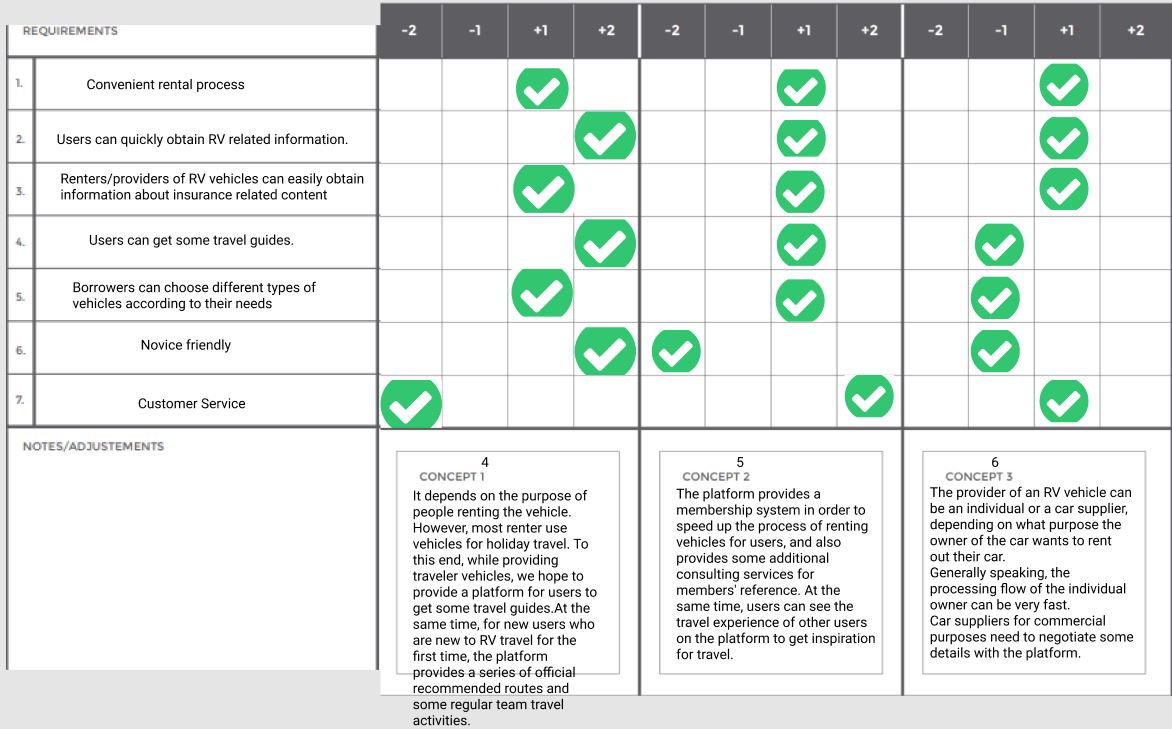 REQUIREMENTS
-2 -1 +1 +2 -2 -1 +1 +2 -2 -1 +1 +2
1. Convenient rental process
2. Users can quickly obtain RV related information.
3. Renters/providers of RV vehicles can easily obtain
information about insurance related content
4. Users can get some travel guides.
5. Borrowers can choose different types of
vehicles according to their needs
6. Novice friendly
7. Customer Service
NOTES/ADJUSTEMENTS
4
CONCEPT 1
It depends on the purpose of
people renting the vehicle.
However, most renter use
vehicles for holiday travel. To
this end, while providing
traveler vehicles, we hope to
provide a platform for users to
get some travel guides.At the
same time, for new users who
are new to RV travel for the
first time, the platform
provides a series of official
recommended routes and
some regular team travel
activities.
5
CONCEPT 2
The platform provides a
membership system in order to
speed up the process of renting
vehicles for users, and also
provides some additional
consulting services for
members' reference. At the
same time, users can see the
travel experience of other users
on the platform to get inspiration
for travel.
6
CONCEPT 3
The provider of an RV vehicle can
be an individual or a car supplier,
depending on what purpose the
owner of the car wants to rent
out their car.
Generally speaking, the
processing flow of the individual
owner can be very fast.
Car suppliers for commercial
purposes need to negotiate some
details with the platform.